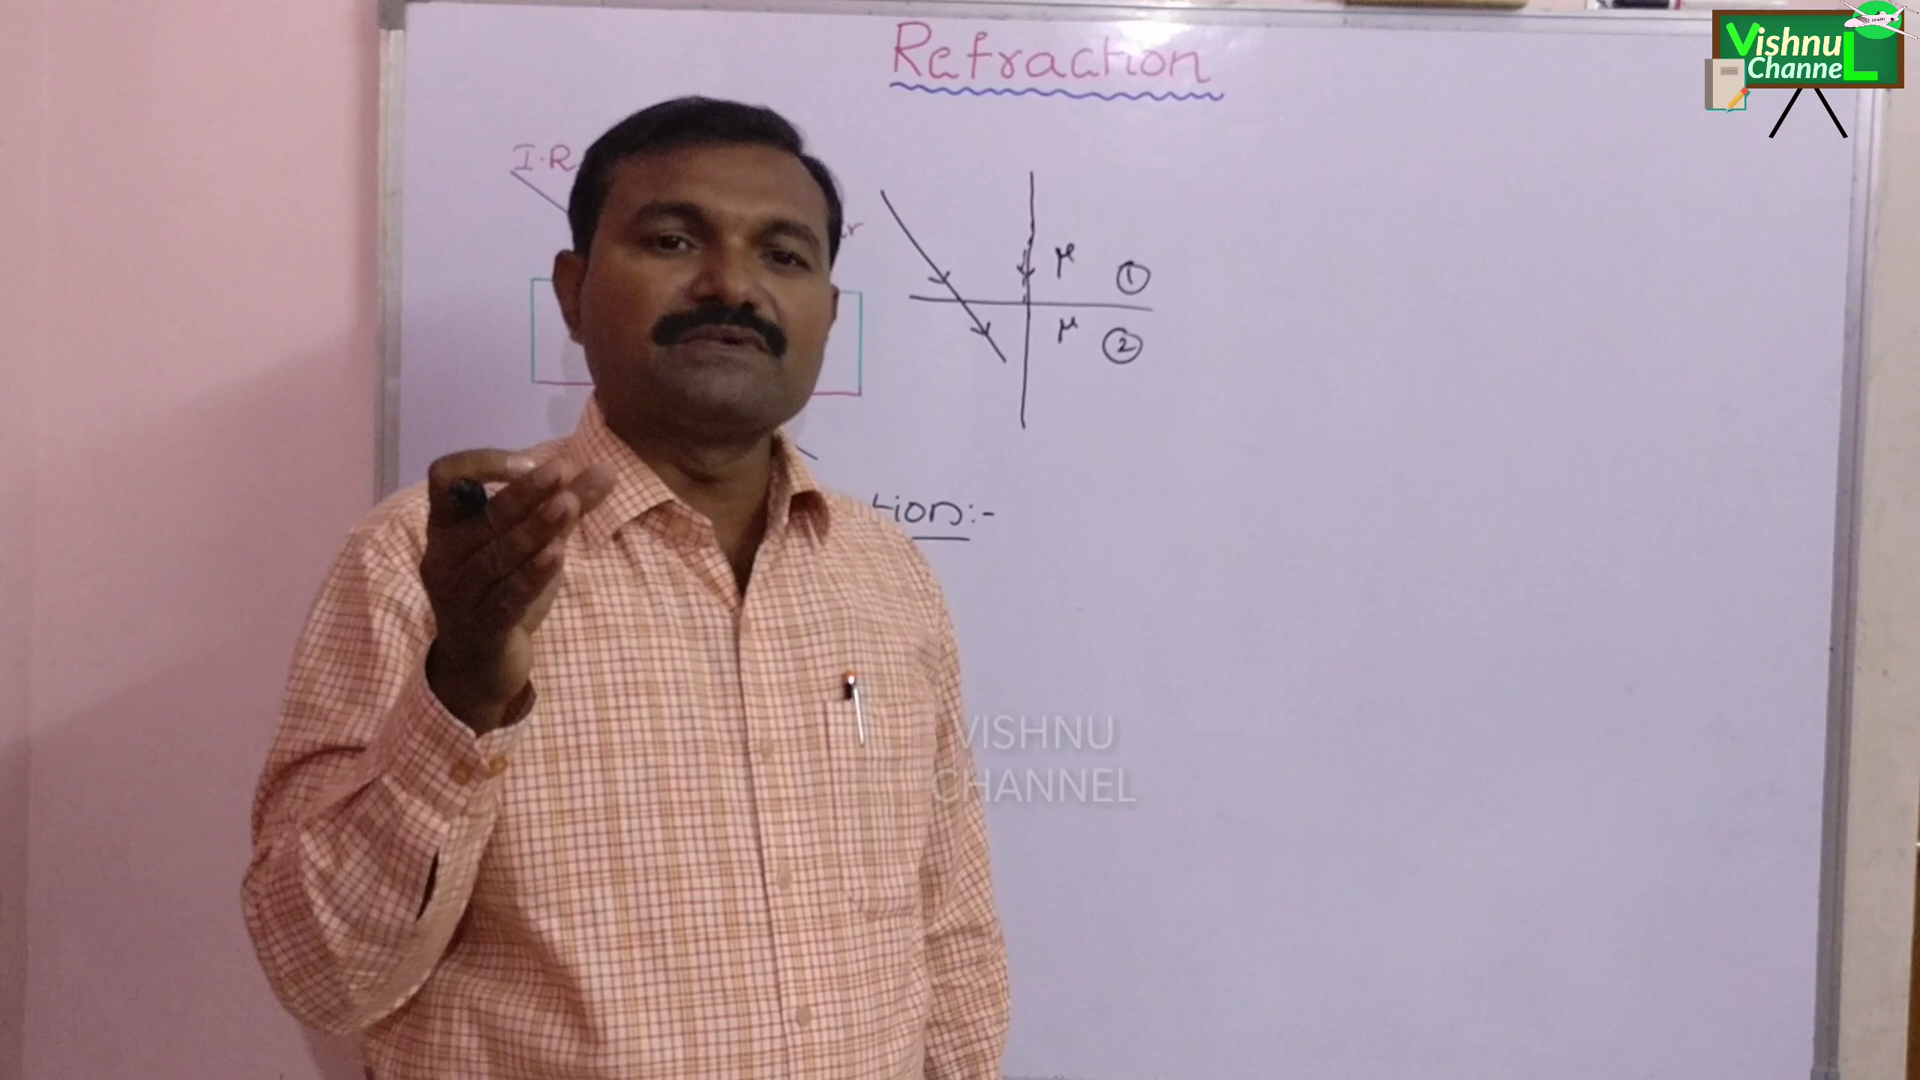 Refraction
Vishnu
ChanneL
I.R
μ ①
μ ②
tion:-
VISHNU
CHANNEL